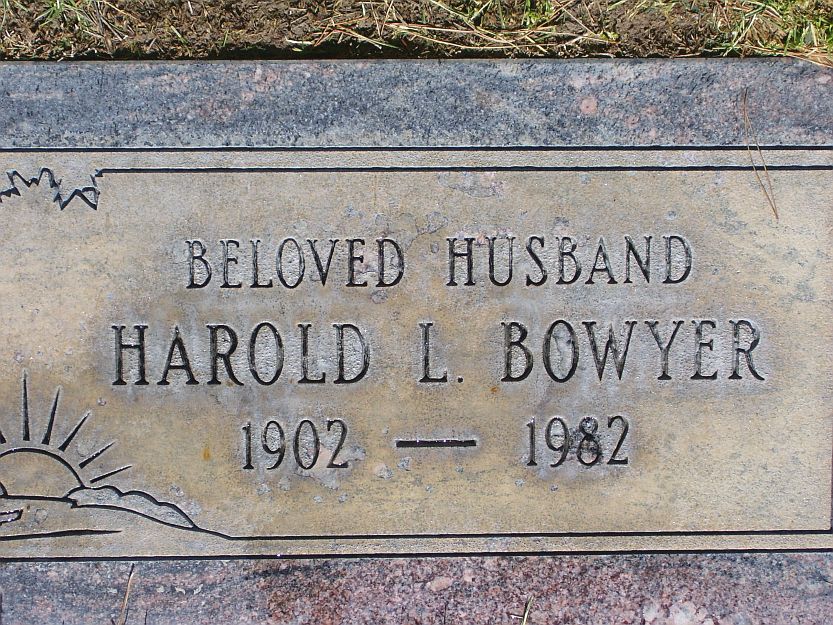 BELOVED HUSBAND
HAROLD L. BOWYER
1902 — 1982